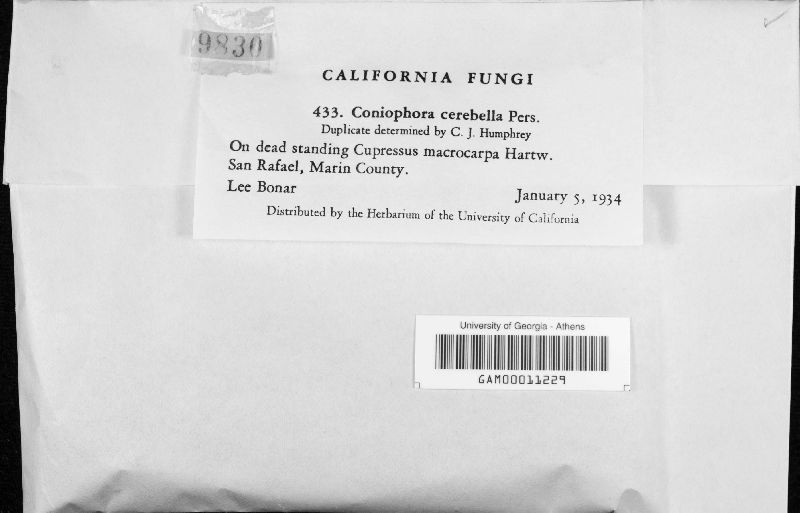 9830
CALIFORNIA FUNGI
433. Coniophora cerebella Pers.
Duplicate determined by C. J. Humphrey
On dead standing Cupressus macrocarpa Hartw.
San Rafael, Marin County.
Lee Bonar January 5, 1934
Distributed by the Herbarium of the University of California
University of Georgia - Athens
GAM00011229